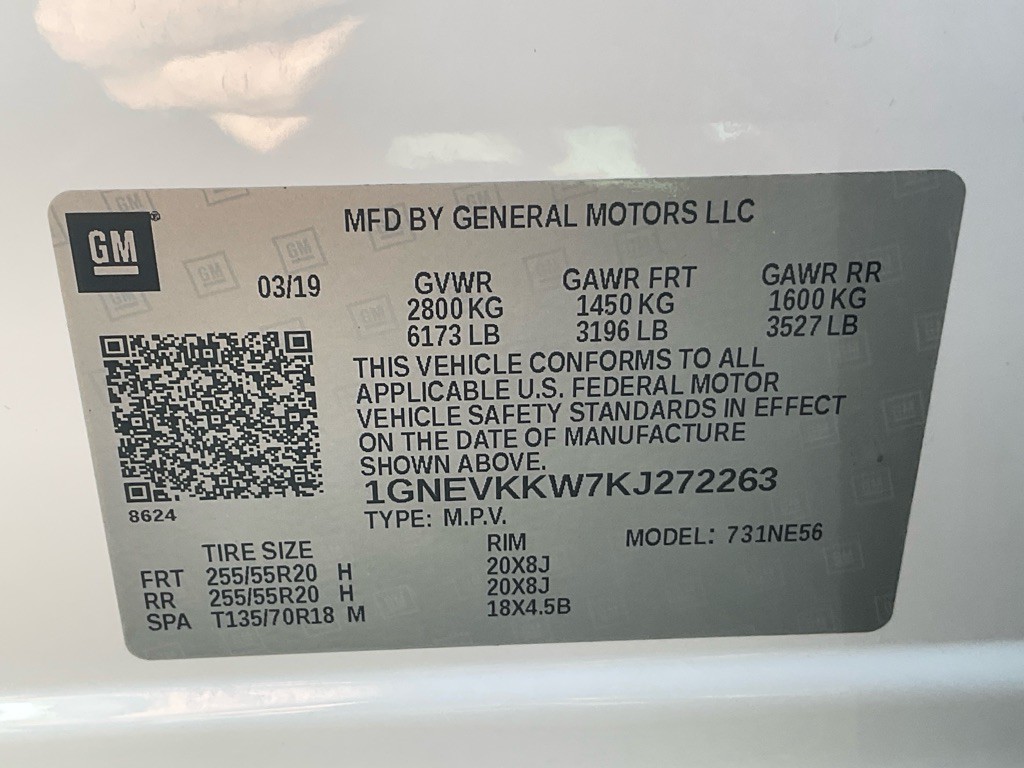 GM
MFD BY GENERAL MOTORS LLC
03/19 GVWR GAWR FRT GAWR RR
2800 KG 1450 KG 1600 KG
6173 LB 3196 LB 3527 LB
THIS VEHICLE CONFORMS TO ALL
APPLICABLE U.S. FEDERAL MOTOR
VEHICLE SAFETY STANDARDS IN EFFECT
ON THE DATE OF MANUFACTURE
SHOWN ABOVE.
1GNEVKKW7KJ272263
8624
TYPE: M.P.V.
TIRE SIZE RIM MODEL: 731NE56
FRT 255/55R20 H 20X8J
RR 255/55R20 H 20X8J
SPA T135/70R18 M 18X4.5B